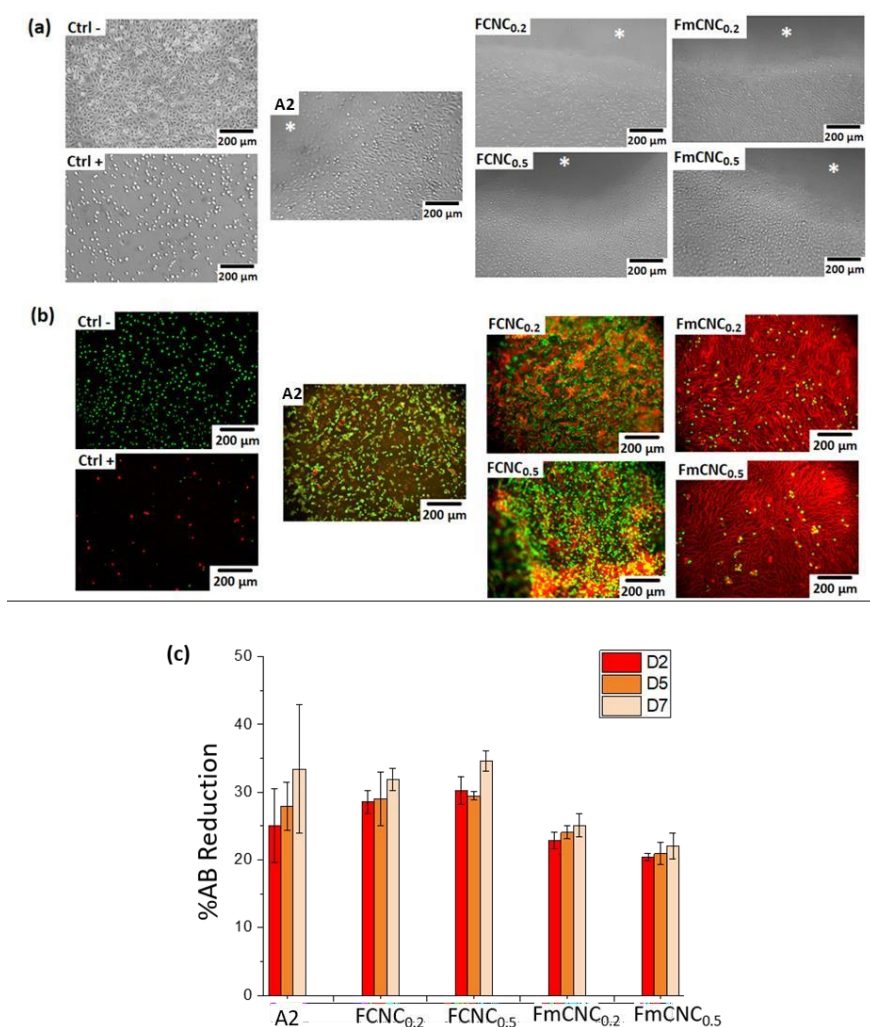 (a)
Ctrl -
200 µm
Ctrl +
200 µm
A2
*
200 µm
FCNC0.2
*
200 µm
FmCNC0.2
*
200 µm
FCNC0.5
*
200 µm
FmCNC0.5
*
200 µm
(b)
Ctrl -
200 µm
Ctrl +
200 µm
A2
200 µm
FCNC0.2
200 µm
FmCNC0.2
200 µm
FCNC0.5
200 µm
FmCNC0.5
200 µm
(c)
%AB Reduction
50
40
30
20
10
0
D2
D5
D7
A2 FCNC0.2 FCNC0.5 FmCNC0.2 FmCNC0.5